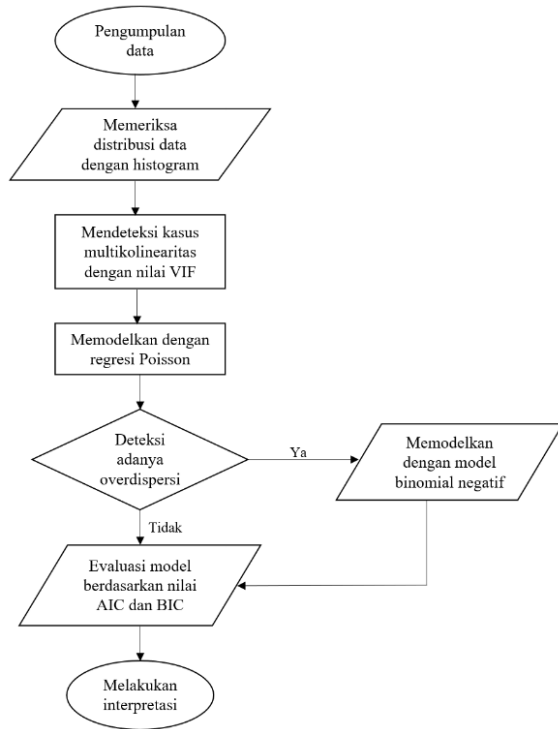 Pengumpulan
data
Memeriksa
distribusi data
dengan histogram
Mendeteksi kasus
multikolinearitas
dengan nilai VIF
Memodelkan dengan
regresi Poisson
Deteksi
adanya
overdispersi
Ya
Memodelkan
dengan model
binomial negatif
Tidak
Evaluasi model
berdasarkan nilai
AIC dan BIC
Melakukan
interpretasi